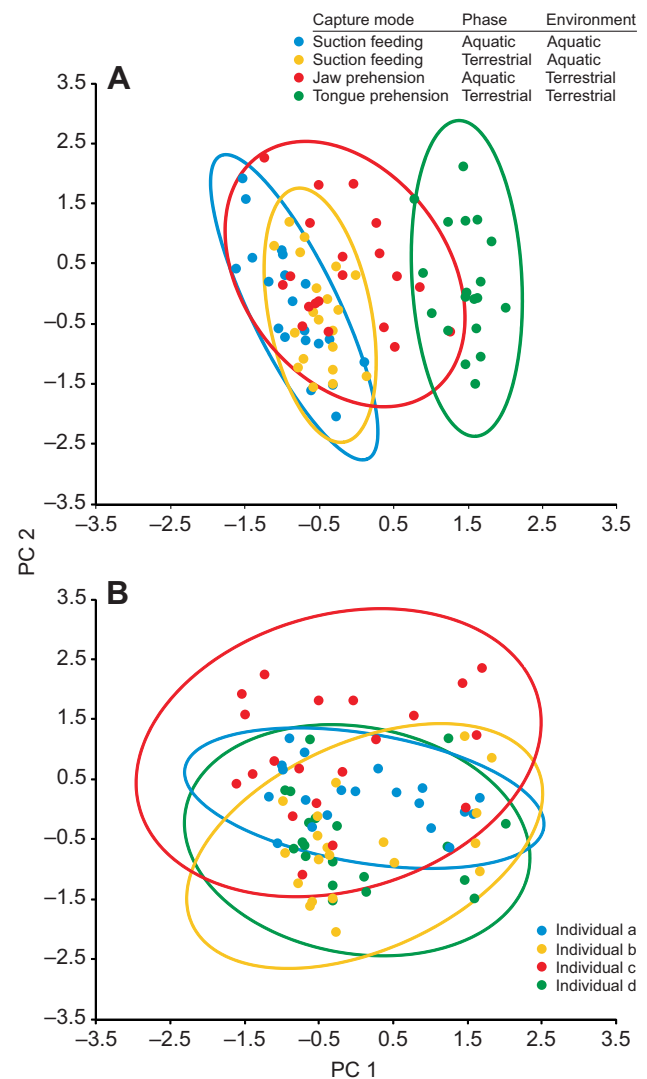 Capture mode Phase Environment
Suction feeding Aquatic Aquatic
Suction feeding Terrestrial Aquatic
Jaw prehension Aquatic Terrestrial
Tongue prehension Terrestrial Terrestrial
A
3.5
2.5
1.5
0.5
–0.5
–1.5
–2.5
–3.5
–3.5 –2.5 –1.5 –0.5 0.5 1.5 2.5 3.5
PC 2
B
3.5
2.5
1.5
0.5
–0.5
–1.5
–2.5
–3.5
Individual a
Individual b
Individual c
Individual d
–3.5 –2.5 –1.5 –0.5 0.5 1.5 2.5 3.5
PC 1